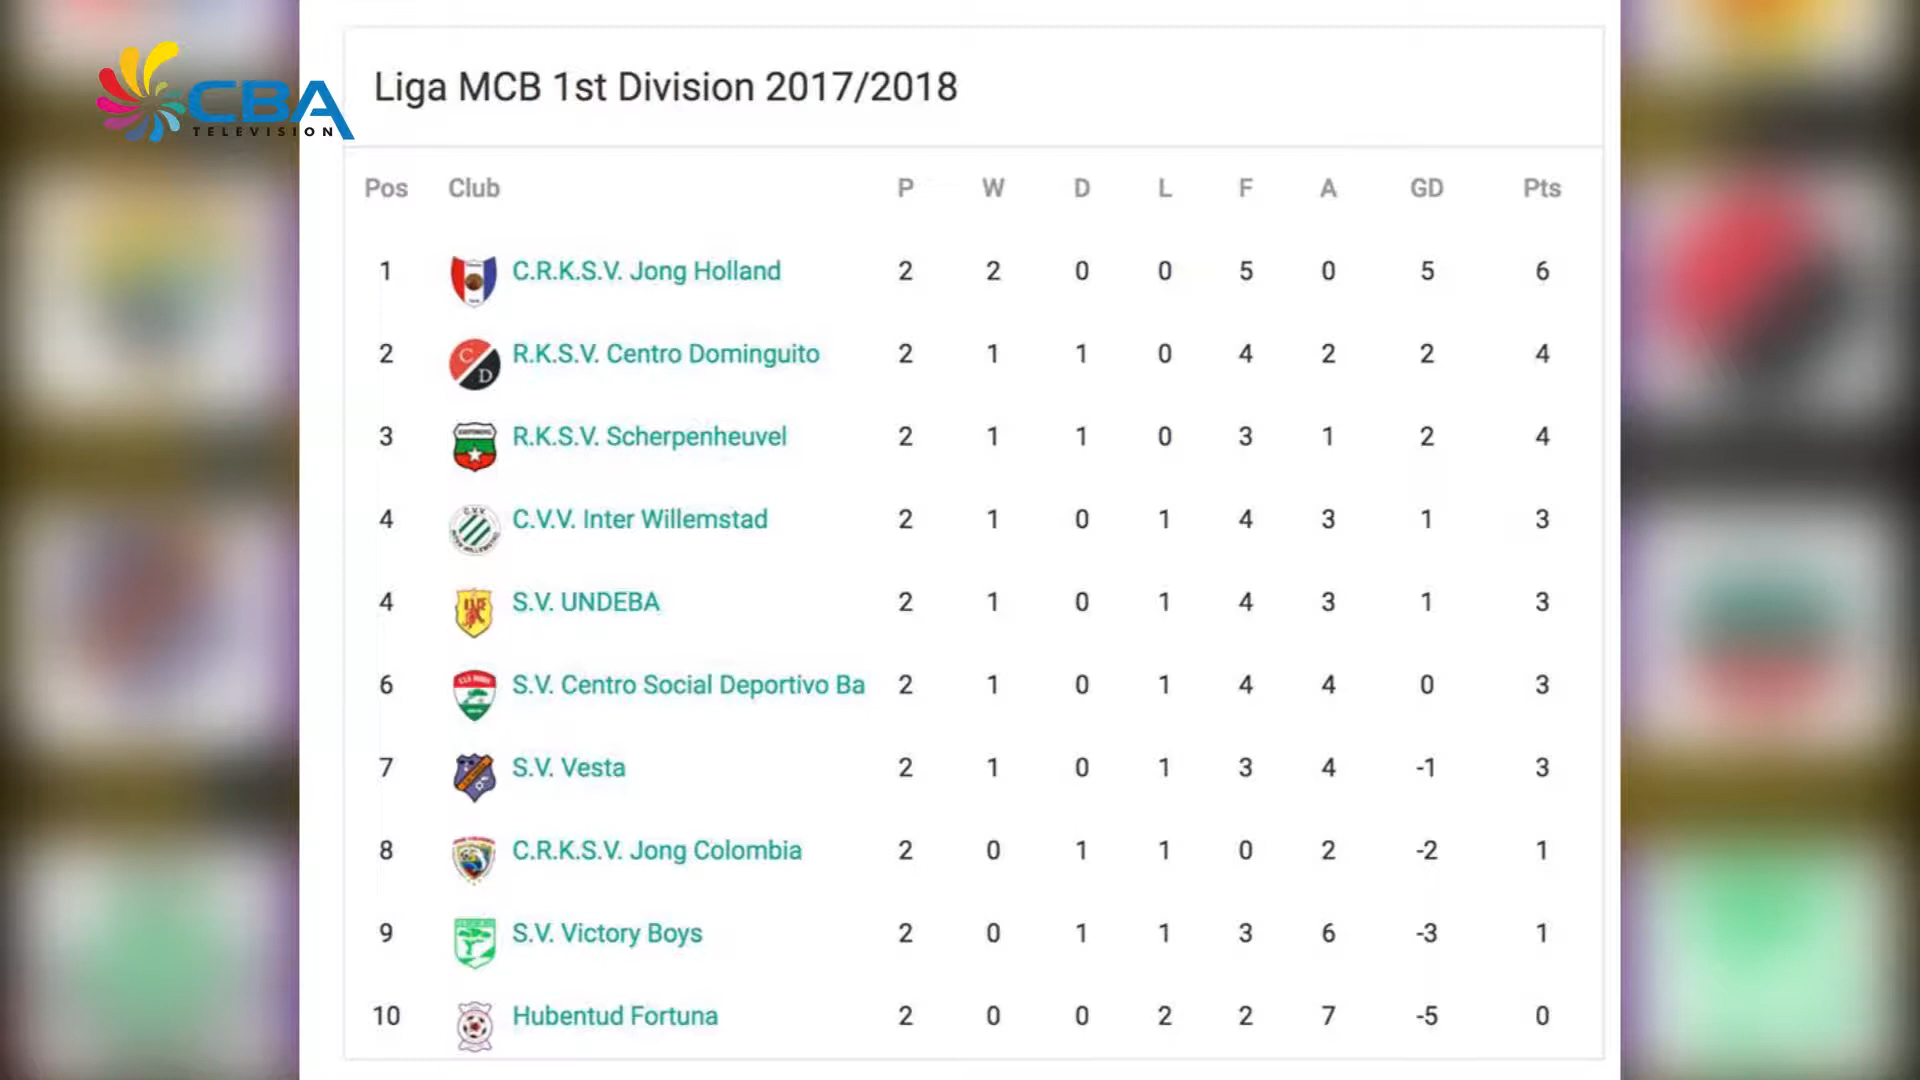 CBA
TELEVISION
Liga MCB 1st Division 2017/2018
Pos Club P W D L F A GD Pts
1 C.R.K.S.V. Jong Holland 2 2 0 0 5 0 5 6
2 C D R.K.S.V. Centro Dominguito 2 1 1 0 4 2 2 4
3 R.K.S.V. Scherpenheuvel 2 1 1 0 3 1 2 4
4 C.V.V. Inter Willemstad 2 1 0 1 4 3 1 3
4 S.V. UNDEBA 2 1 0 1 4 3 1 3
6 S.V. Centro Social Deportivo Ba 2 1 0 1 4 4 0 3
7 S.V. Vesta 2 1 0 1 3 4 -1 3
8 C.R.K.S.V. Jong Colombia 2 0 1 1 0 2 -2 1
9 S.V. Victory Boys 2 0 1 1 3 6 -3 1
10 Hubentud Fortuna 2 0 0 2 2 7 -5 0